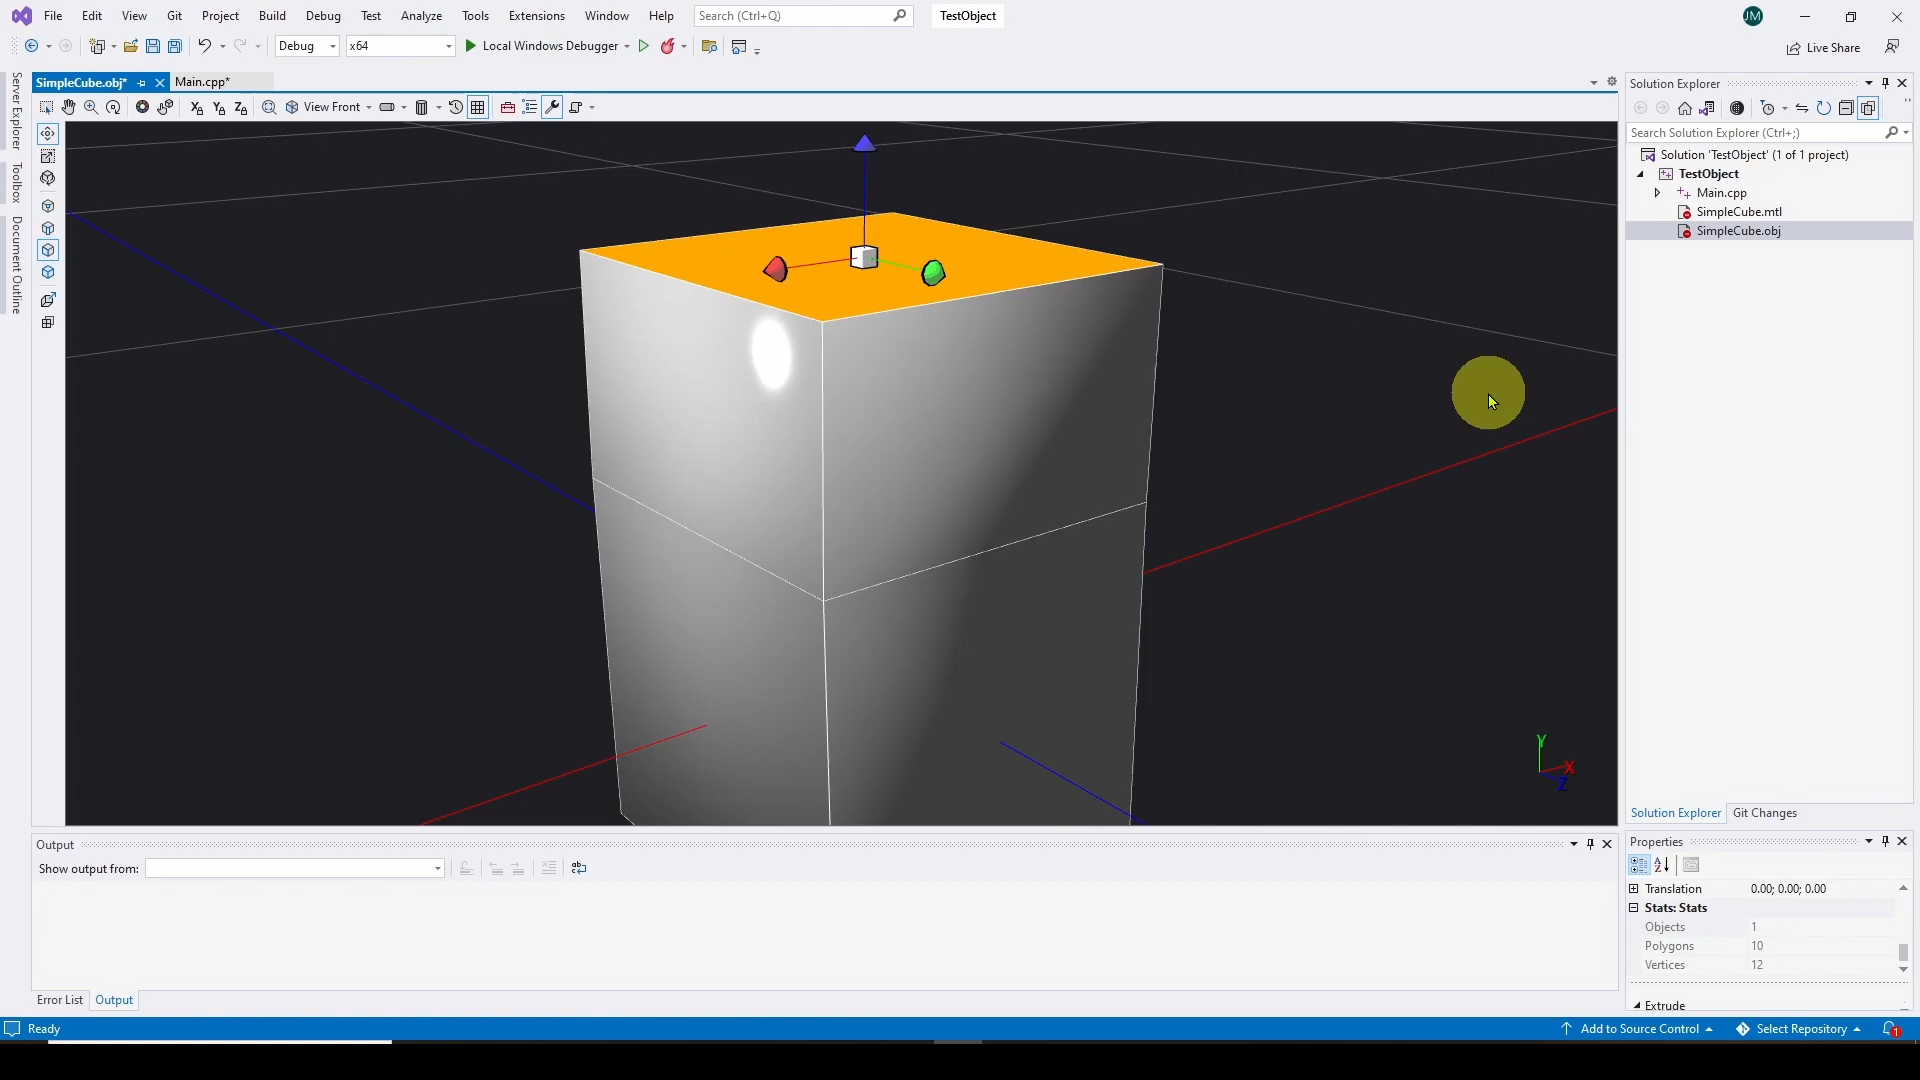 File Edit View Git Project Build Debug Test Analyze Tools Extensions Window Help Search (Ctrl+Q) TestObject JM
Debug x64 Local Windows Debugger Live Share
SimpleCube.obj* Main.cpp*
Solution Explorer
View Front
Search Solution Explorer (Ctrl+;)
Solution 'TestObject' (1 of 1 project)
TestObject
Main.cpp
SimpleCube.mtl
SimpleCube.obj
Server Explorer
Toolbox
Document Outline
Y
X
Z
Solution Explorer Git Changes
Output
Show output from:
Error List Output
Properties
Translation 0.00; 0.00; 0.00
Stats: Stats
Objects 1
Polygons 10
Vertices 12
Extrude
Ready Add to Source Control Select Repository 1